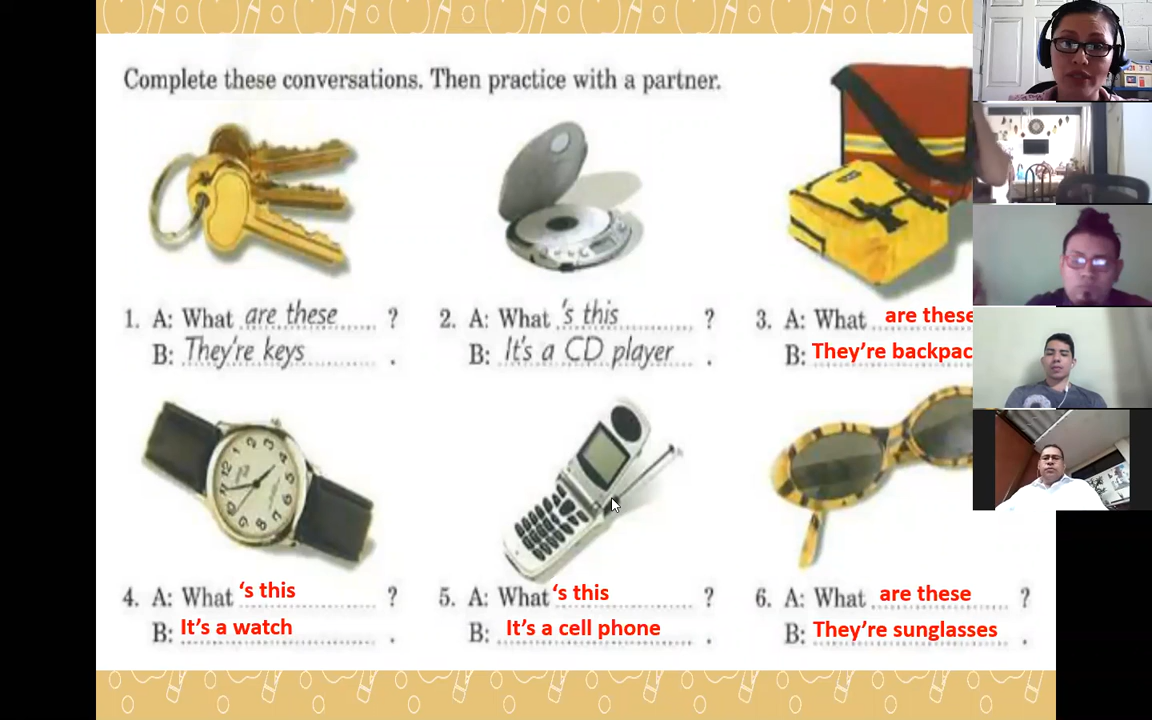 Complete these conversations. Then practice with a partner.
1. A: What are these ?
B: They're keys .
2. A: What 's this ?
B: It's a CD player .
3. A: What are these
B: They're backpac
4. A: What 's this ?
B: It's a watch .
5. A: What 's this ?
B: It's a cell phone .
6. A: What are these ?
B: They're sunglasses .